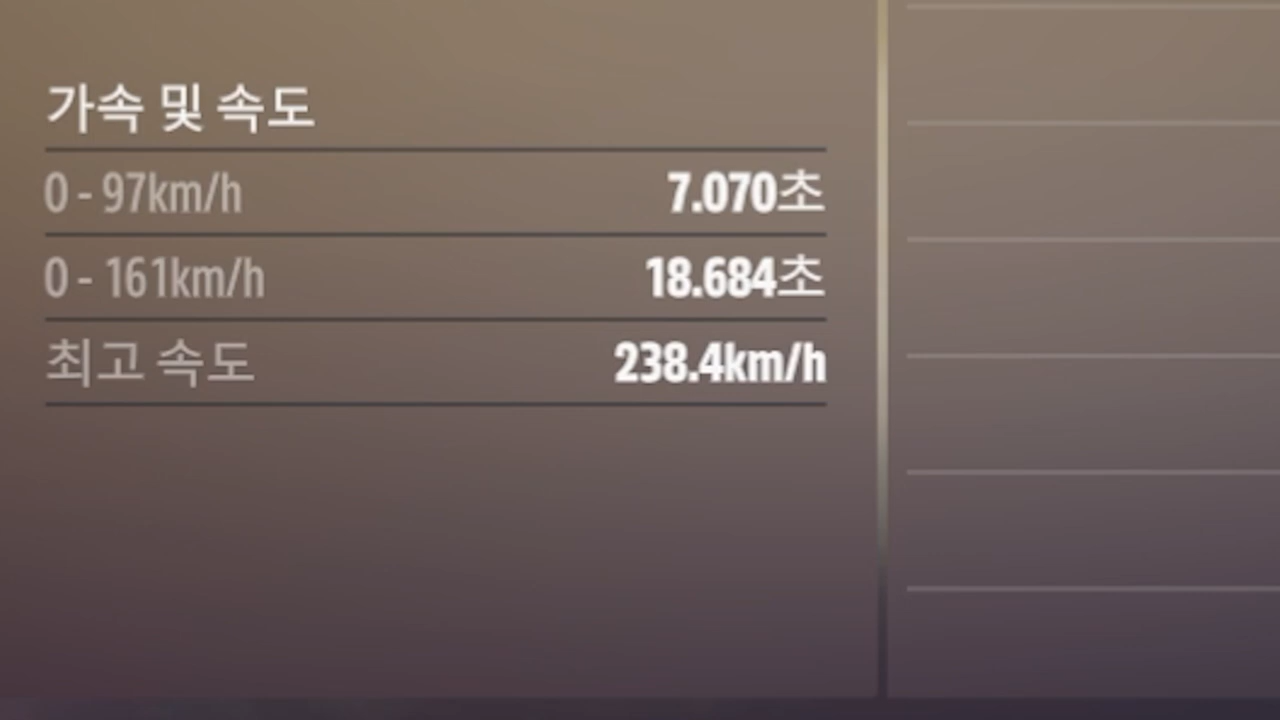 가속 및 속도
0 - 97km/h 7.070초
0 - 161km/h 18.684초
최고 속도 238.4km/h